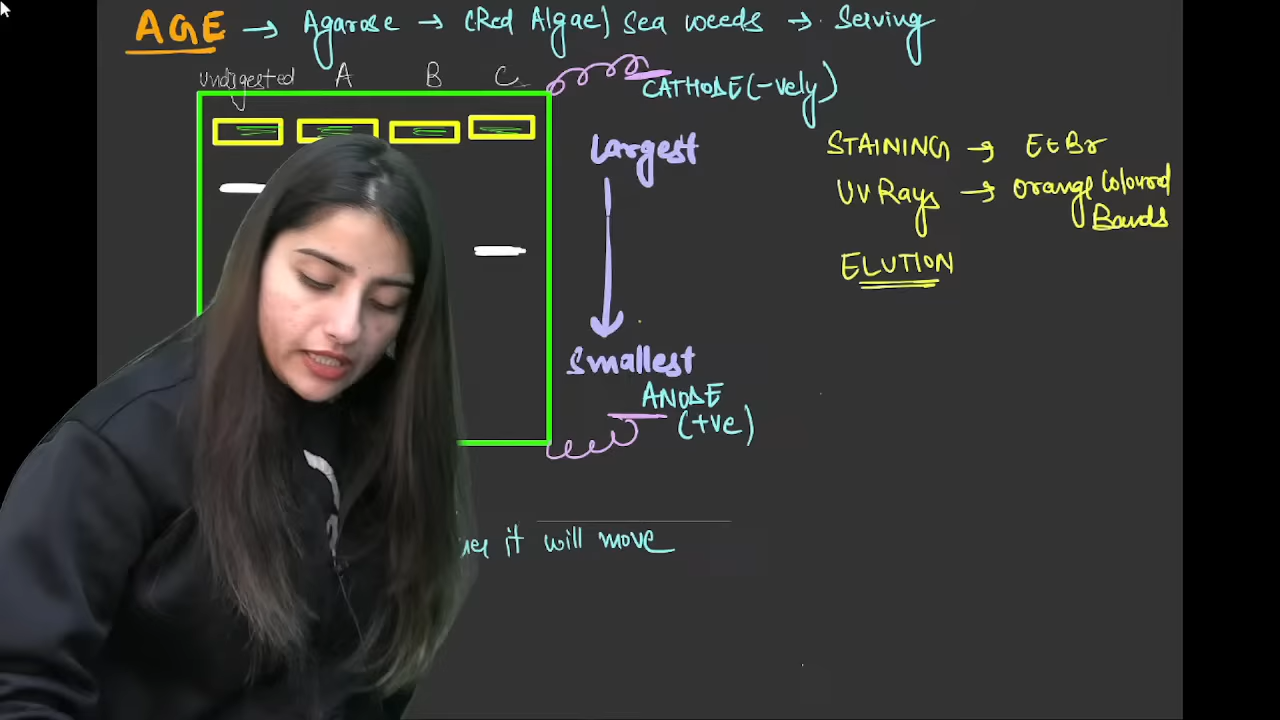 AGE → Agarose → (Red Algae) Sea weeds → Serving
undigested A B C
CATHODE (-vely)
Largest
Smallest
ANODE
(+ve)
STAINING → EtBr
UV Rays → Orange Coloured
Bands
ELUTION
it will move